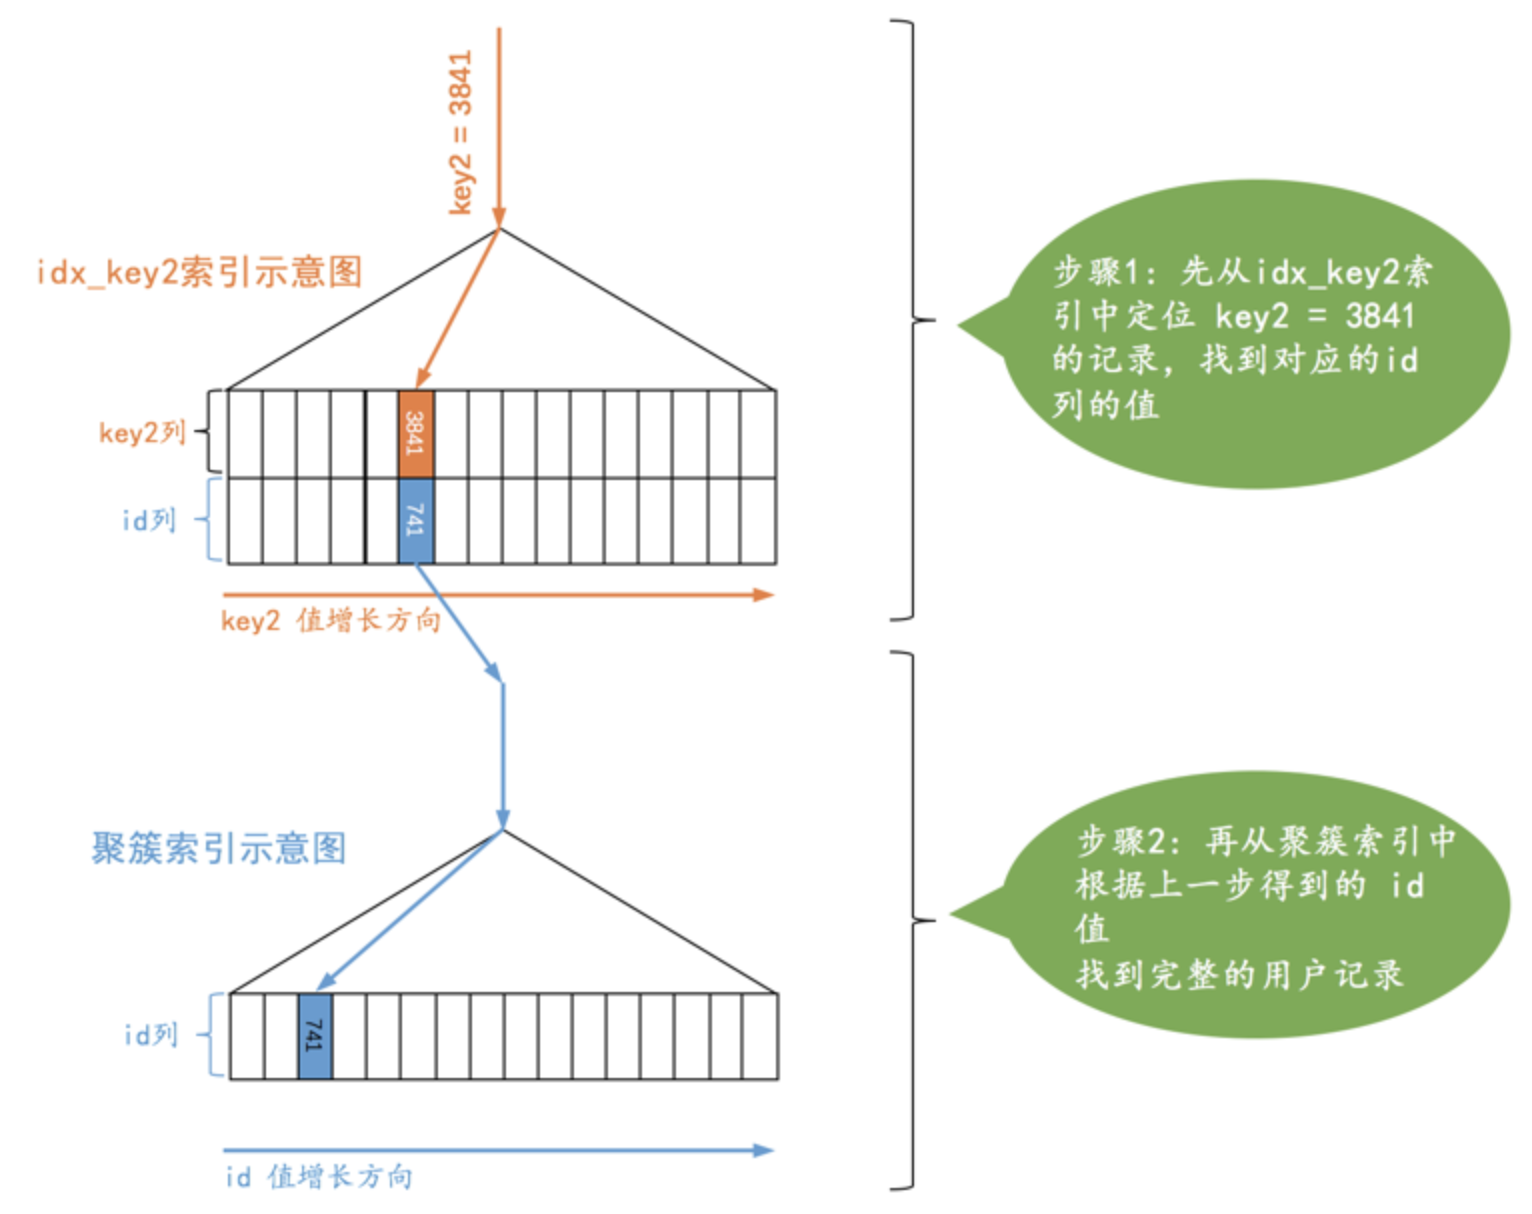 key2 = 3841
idx_key2索引示意图
步骤1：先从idx_key2索
引中定位 key2 = 3841
的记录，找到对应的id
列的值
key2列
3841
id列
741
key2 值增长方向
聚簇索引示意图
步骤2：再从聚簇索引中
根据上一步得到的 id
值
找到完整的用户记录
id列
741
id 值增长方向